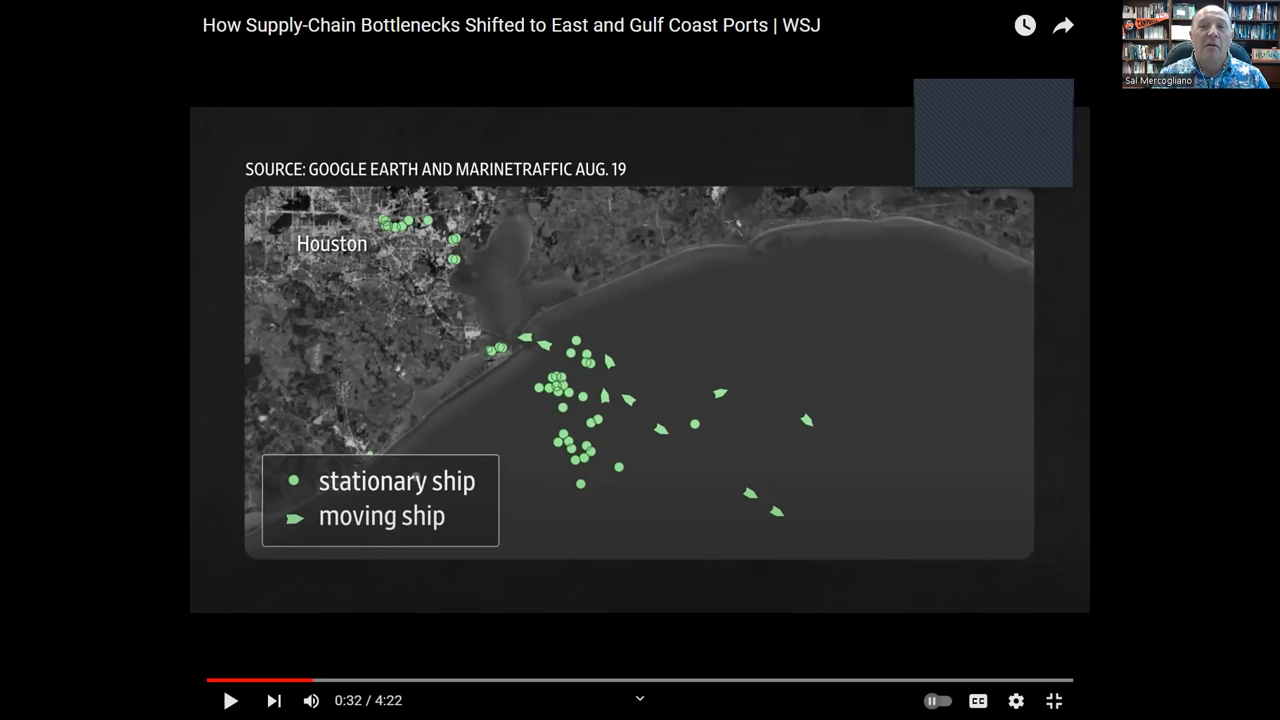 How Supply-Chain Bottlenecks Shifted to East and Gulf Coast Ports | WSJ
Sal Mercogliano
SOURCE: GOOGLE EARTH AND MARINETRAFFIC AUG. 19
Houston
stationary ship
moving ship
0:32 / 4:22
CC